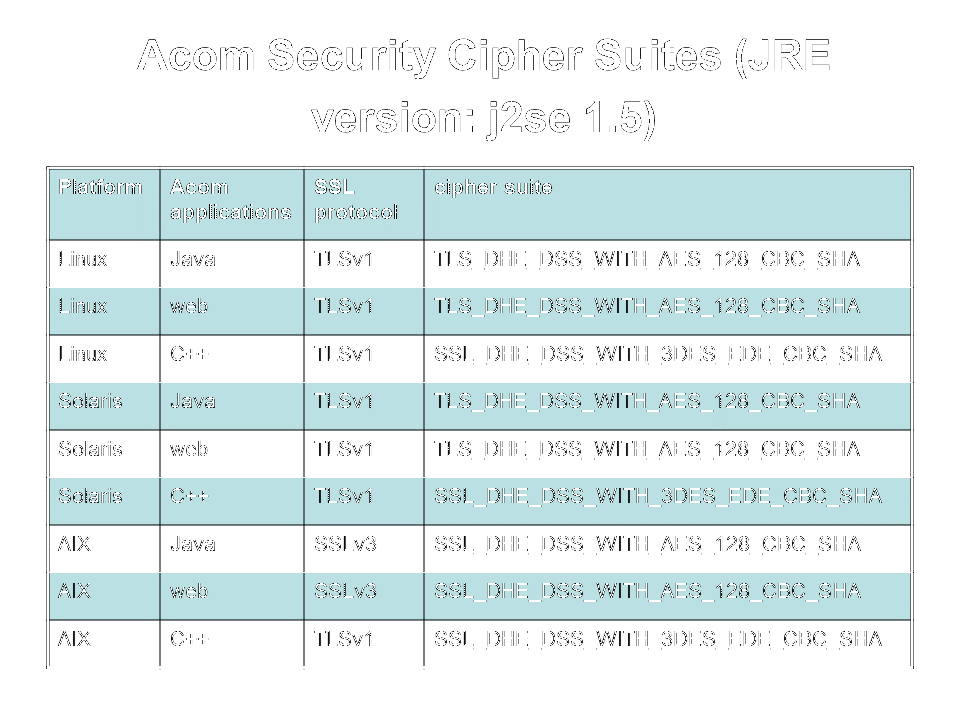 Acom Security Cipher Suites (JRE
version: j2se 1.5)
Platform Acom applications SSL protocol cipher suite
Linux Java TLSv1 TLS_DHE_DSS_WITH_AES_128_CBC_SHA
Linux web TLSv1 TLS_DHE_DSS_WITH_AES_128_CBC_SHA
Linux C++ TLSv1 SSL_DHE_DSS_WITH_3DES_EDE_CBC_SHA
Solaris Java TLSv1 TLS_DHE_DSS_WITH_AES_128_CBC_SHA
Solaris web TLSv1 TLS_DHE_DSS_WITH_AES_128_CBC_SHA
Solaris C++ TLSv1 SSL_DHE_DSS_WITH_3DES_EDE_CBC_SHA
AIX Java SSLv3 SSL_DHE_DSS_WITH_AES_128_CBC_SHA
AIX web SSLv3 SSL_DHE_DSS_WITH_AES_128_CBC_SHA
AIX C++ TLSv1 SSL_DHE_DSS_WITH_3DES_EDE_CBC_SHA